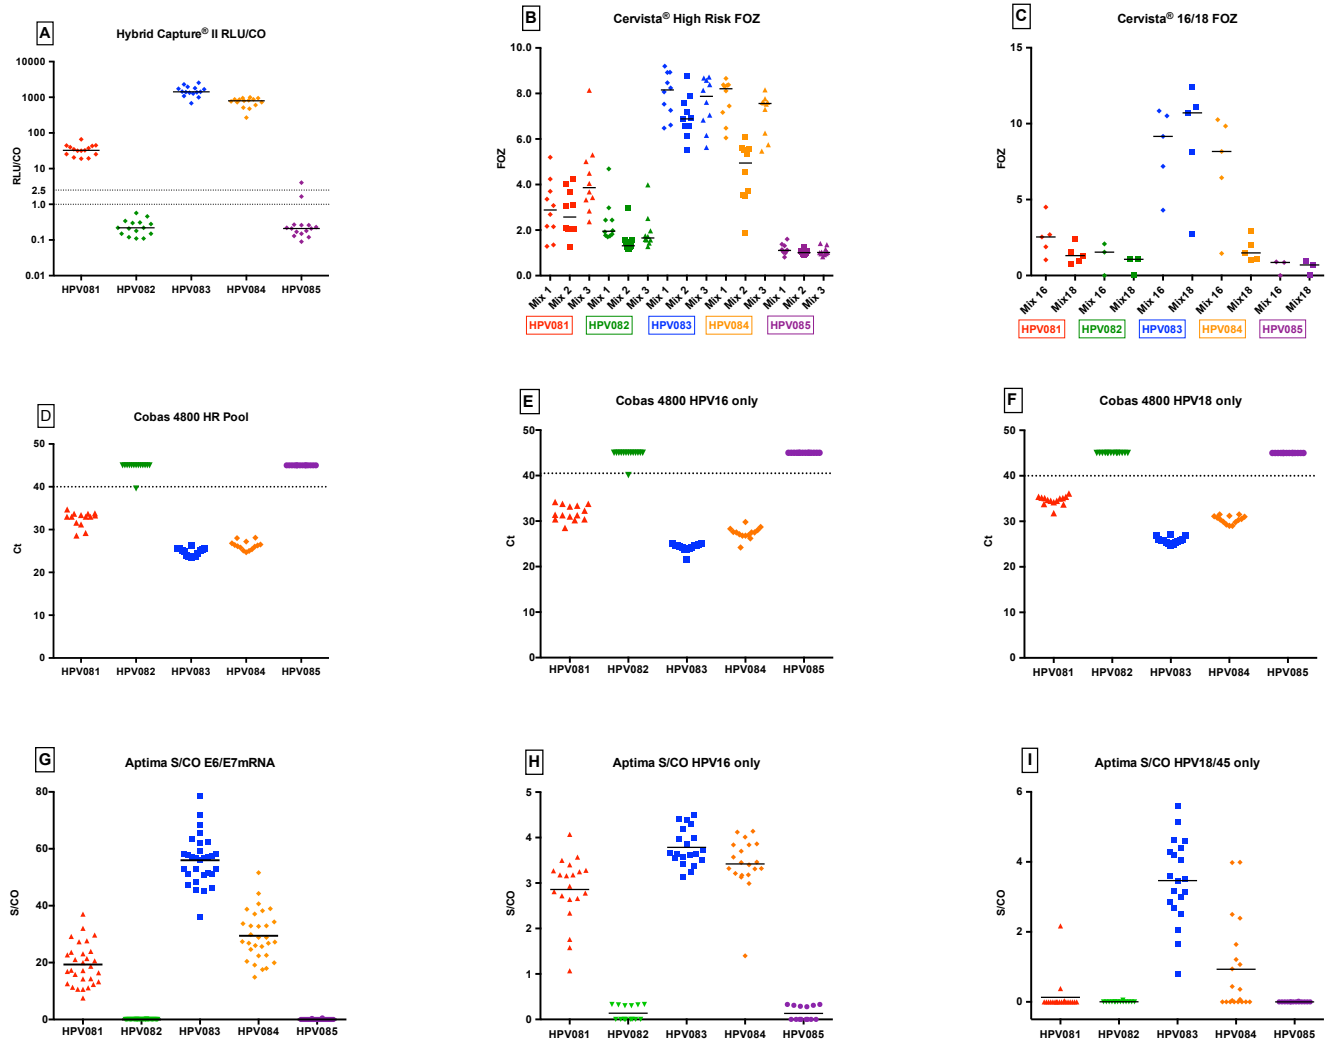 A
Hybrid Capture® II RLU/CO
RLU/CO
10000
1000
100
10
2.5
1.0
0.1
0.01
HPV081 HPV082 HPV083 HPV084 HPV085
B
Cervista® High Risk FOZ
FOZ
10.0
8.0
6.0
4.0
2.0
0.0
Mix 1 Mix 2 Mix 3 Mix 1 Mix 2 Mix 3 Mix 1 Mix 2 Mix 3 Mix 1 Mix 2 Mix 3 Mix 1 Mix 2 Mix 3
HPV081 HPV082 HPV083 HPV084 HPV085
C
Cervista® 16/18 FOZ
FOZ
15
10
5
0
Mix 16 Mix18 Mix 16 Mix18 Mix 16 Mix18 Mix 16 Mix18 Mix 16 Mix18
HPV081 HPV082 HPV083 HPV084 HPV085
D
Cobas 4800 HR Pool
Ct
50
40
30
20
10
0
HPV081 HPV082 HPV083 HPV084 HPV085
E
Cobas 4800 HPV16 only
Ct
50
40
30
20
10
0
HPV081 HPV082 HPV083 HPV084 HPV085
F
Cobas 4800 HPV18 only
Ct
50
40
30
20
10
0
HPV081 HPV082 HPV083 HPV084 HPV085
G
Aptima S/CO E6/E7mRNA
S/CO
80
60
40
20
0
HPV081 HPV082 HPV083 HPV084 HPV085
H
Aptima S/CO HPV16 only
S/CO
5
4
3
2
1
0
HPV081 HPV082 HPV083 HPV084 HPV085
I
Aptima S/CO HPV18/45 only
S/CO
6
4
2
0
HPV081 HPV082 HPV083 HPV084 HPV085